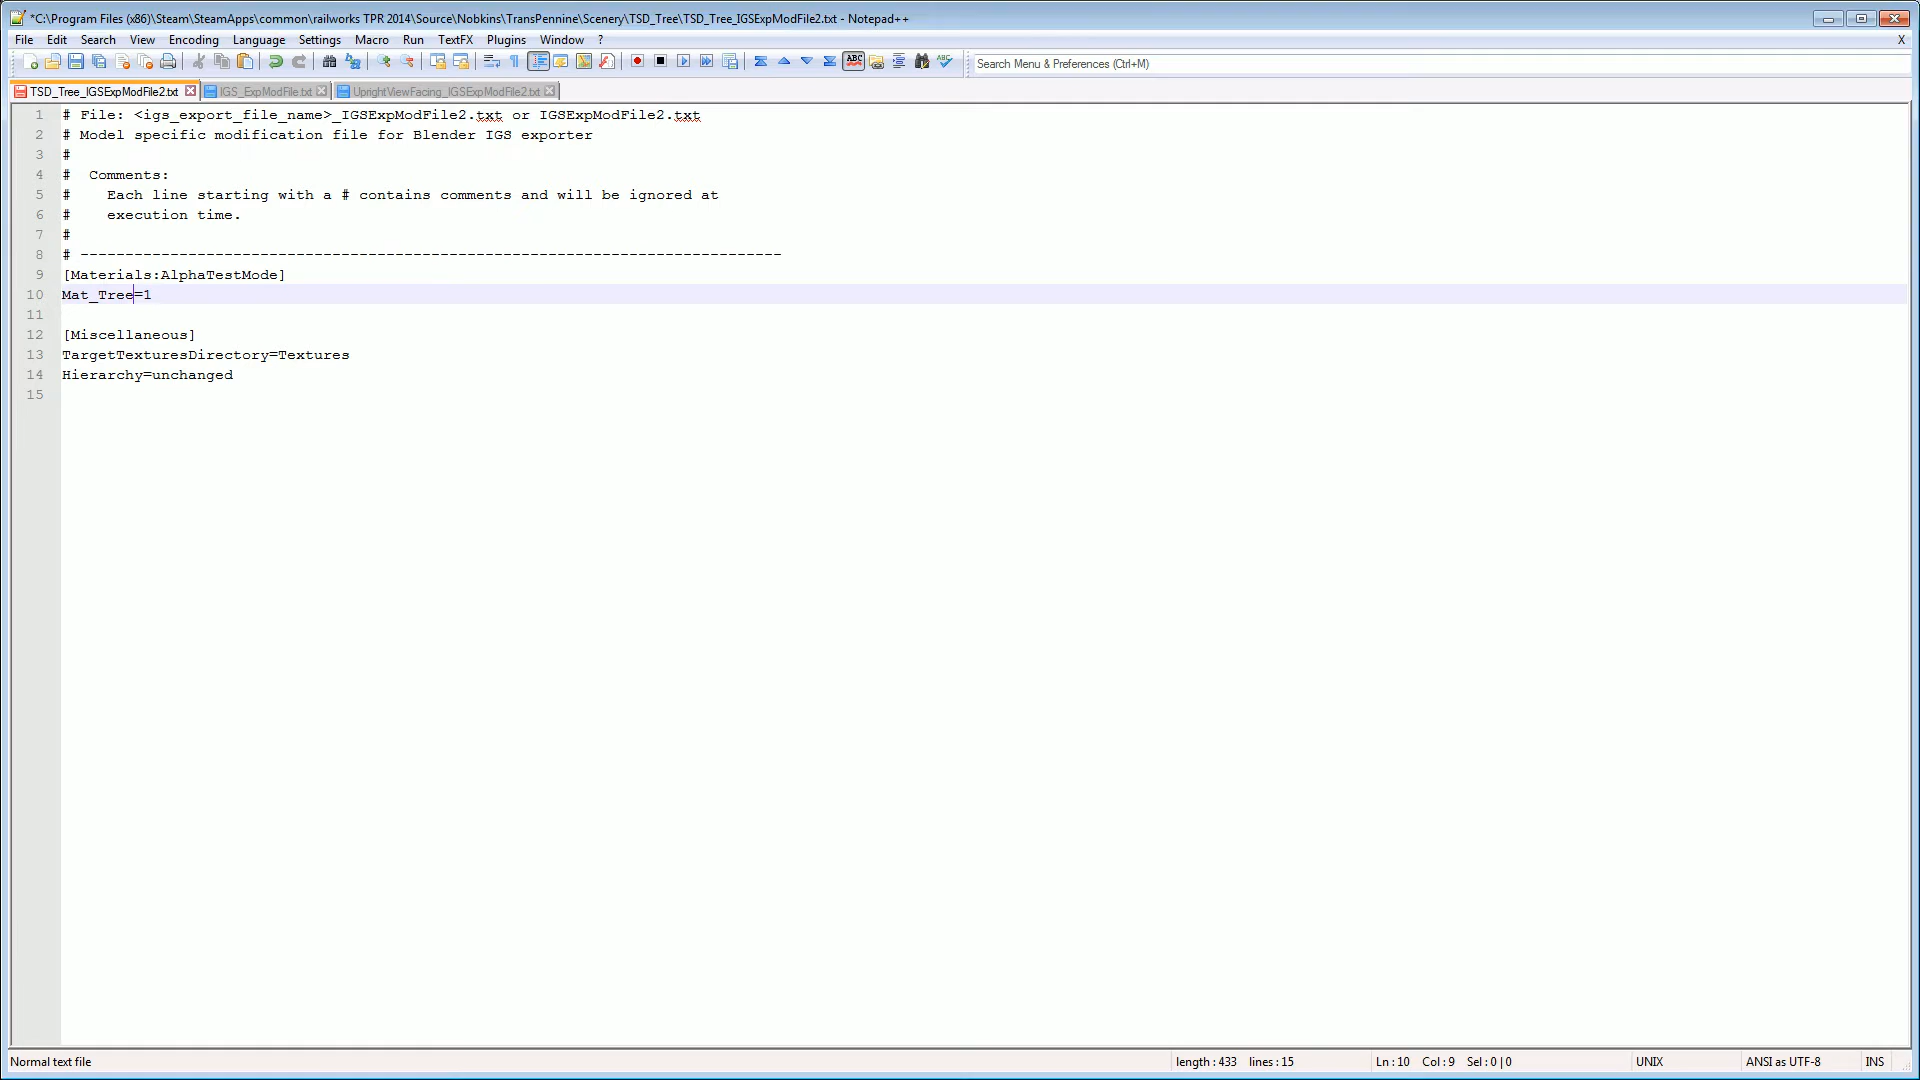 *C:\Program Files (x86)\Steam\SteamApps\common\railworks TPR 2014\Source\Nobkins\TransPennine\Scenery\TSD_Tree\TSD_Tree_IGSExpModFile2.txt - Notepad++
File Edit Search View Encoding Language Settings Macro Run TextFX Plugins Window ? X
ABC ABC Search Menu & Preferences (Ctrl+M)
TSD_Tree_IGSExpModFile2.txt IGS_ExpModFile.txt UprightViewFacing_IGSExpModFile2.txt
1 # File: <igs_export_file_name>_IGSExpModFile2.txt or IGSExpModFile2.txt
2 # Model specific modification file for Blender IGS exporter
3 #
4 # Comments:
5 # Each line starting with a # contains comments and will be ignored at
6 # execution time.
7 #
8 # ------------------------------------------------------------------------------
9 [Materials:AlphaTestMode]
10 Mat_Tree=1
11
12 [Miscellaneous]
13 TargetTexturesDirectory=Textures
14 Hierarchy=unchanged
15
Normal text file length : 433 lines : 15 Ln : 10 Col : 9 Sel : 0 | 0 UNIX ANSI as UTF-8 INS